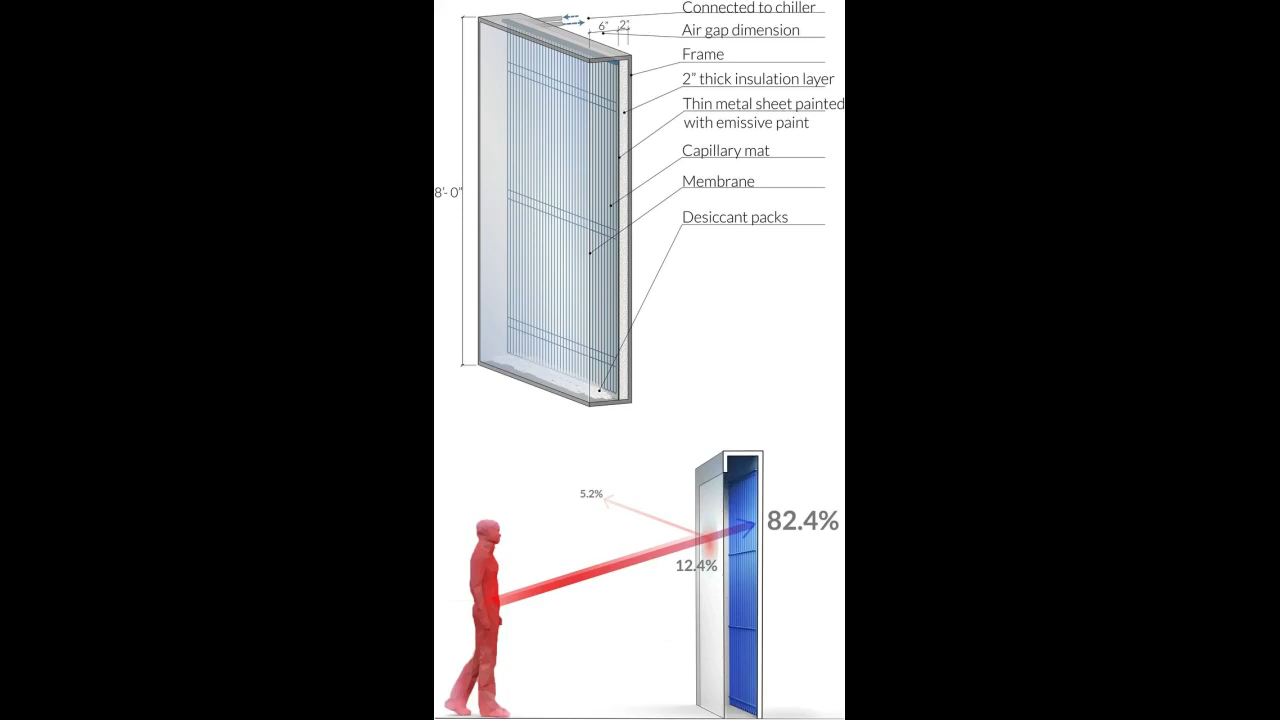 Connected to chiller
6" 2"
Air gap dimension
Frame
2” thick insulation layer
Thin metal sheet painted
with emissive paint
Capillary mat
Membrane
8'- 0"
Desiccant packs
5.2%
82.4%
12.4%